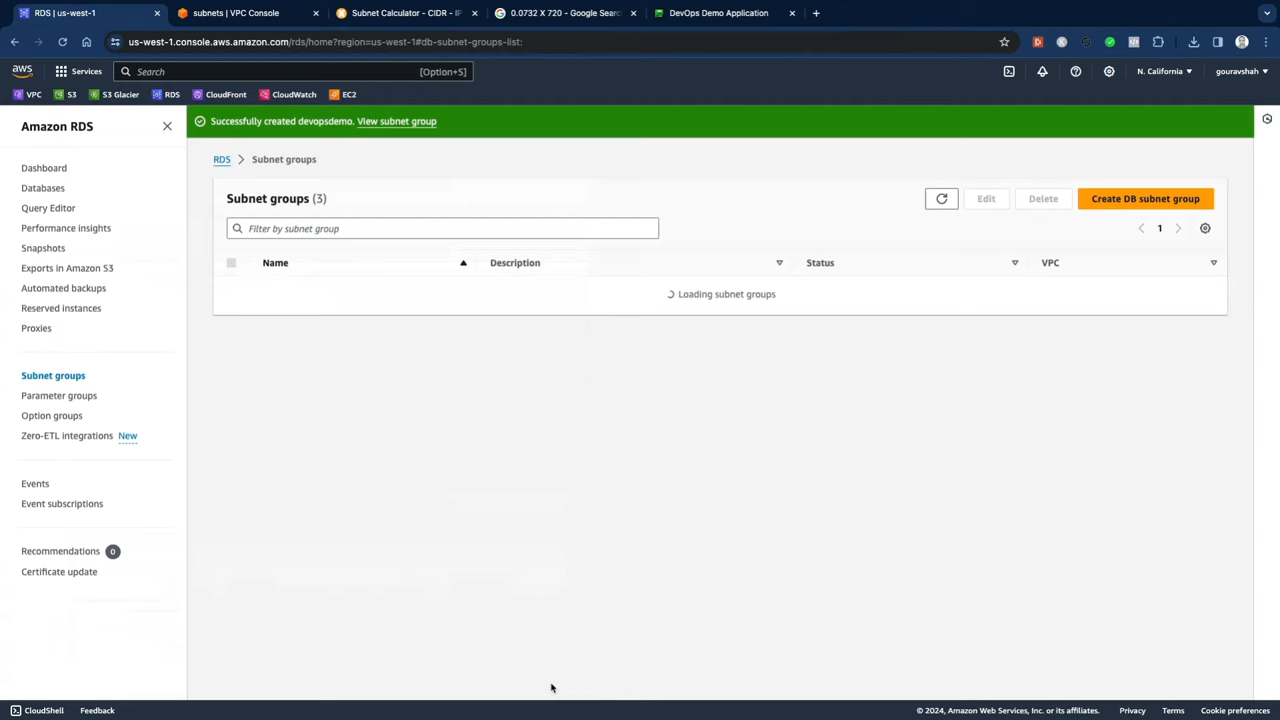 RDS | us-west-1
subnets | VPC Console
Subnet Calculator - CIDR - IP
0.0732 X 720 - Google Searc
DevOps Demo Application
us-west-1.console.aws.amazon.com/rds/home?region=us-west-1#db-subnet-groups-list:
aws
Services
Search
[Option+S]
N. California
gouravshah
VPC
S3
S3 Glacier
RDS
CloudFront
CloudWatch
EC2
Amazon RDS
Dashboard
Databases
Query Editor
Performance insights
Snapshots
Exports in Amazon S3
Automated backups
Reserved instances
Proxies
Subnet groups
Parameter groups
Option groups
Zero-ETL integrations New
Events
Event subscriptions
Recommendations 0
Certificate update
Successfully created devopsdemo. View subnet group
RDS > Subnet groups
Subnet groups (3)
Edit
Delete
Create DB subnet group
Filter by subnet group
1
Name
Description
Status
VPC
Loading subnet groups
CloudShell
Feedback
© 2024, Amazon Web Services, Inc. or its affiliates.
Privacy
Terms
Cookie preferences